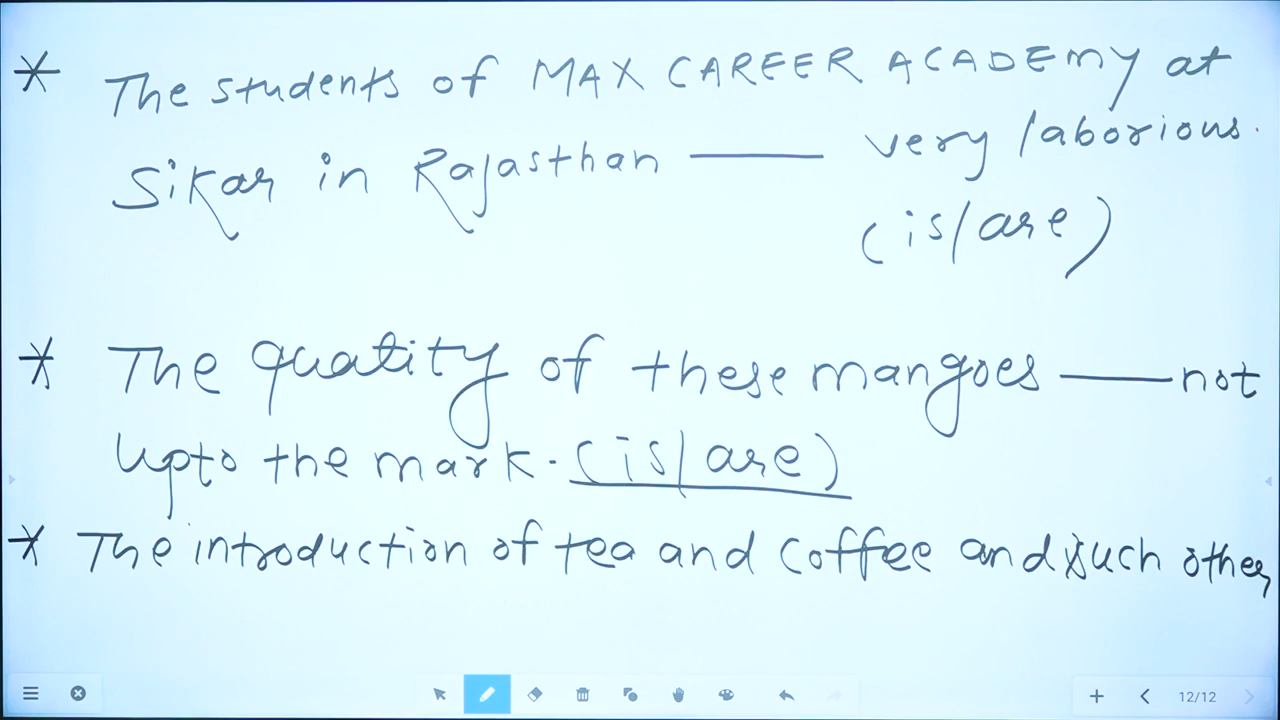 * The students of MAX CAREER ACADEMY at
Sikar in Rajasthan ——— very laborious.
(is/are)
* The quality of these mangoes ——— not
upto the mark. (is/are)
* The introduction of tea and coffee and such other
12/12